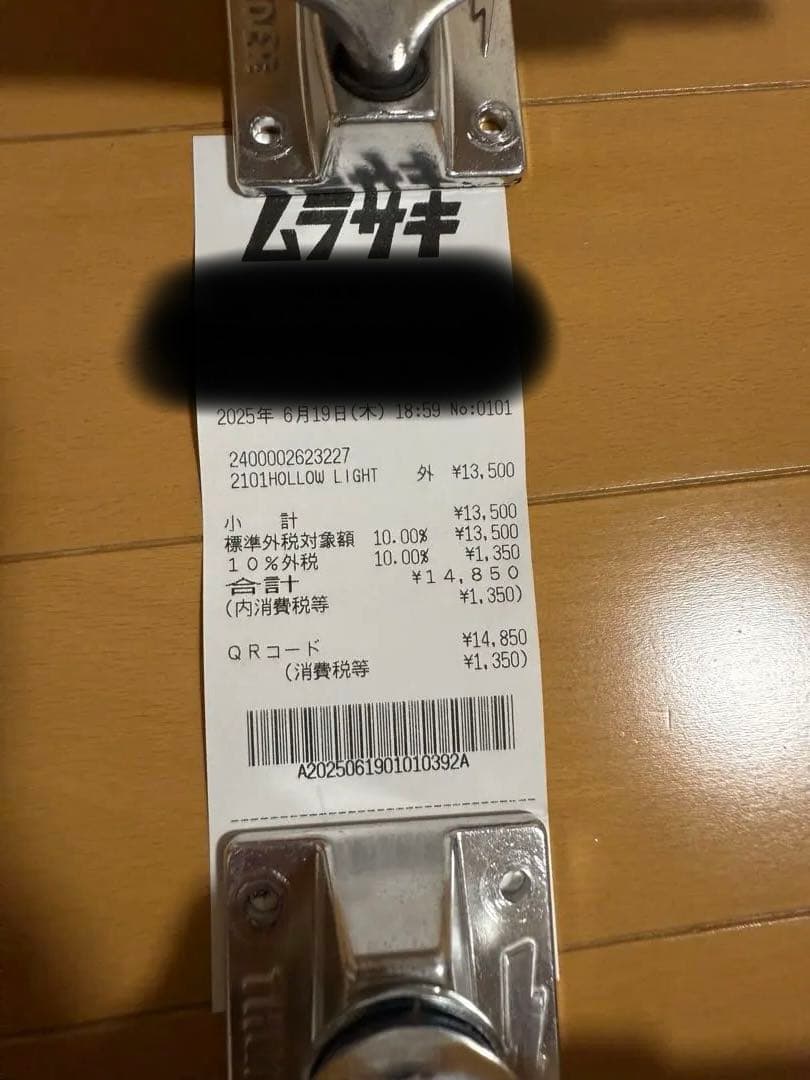 ムラサキ
2025年 6月19日(木) 18:59 No:0101
2400002623227
2101HOLLOW LIGHT 外 ¥13,500
小 計 ¥13,500
標準外税対象額 10.00% ¥13,500
10%外税 10.00% ¥1,350
合計 ¥14,850
(内消費税等 ¥1,350)
QRコード ¥14,850
(消費税等 ¥1,350)
A2025061901010392A